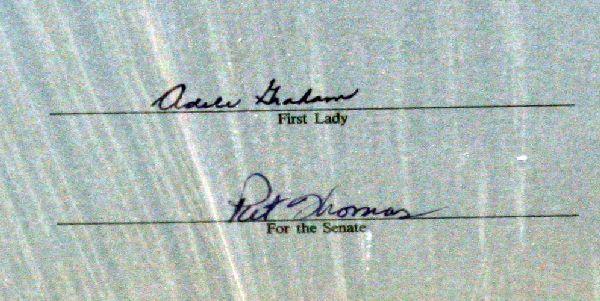 Adele Graham
First Lady
Pat Thomas
For the Senate